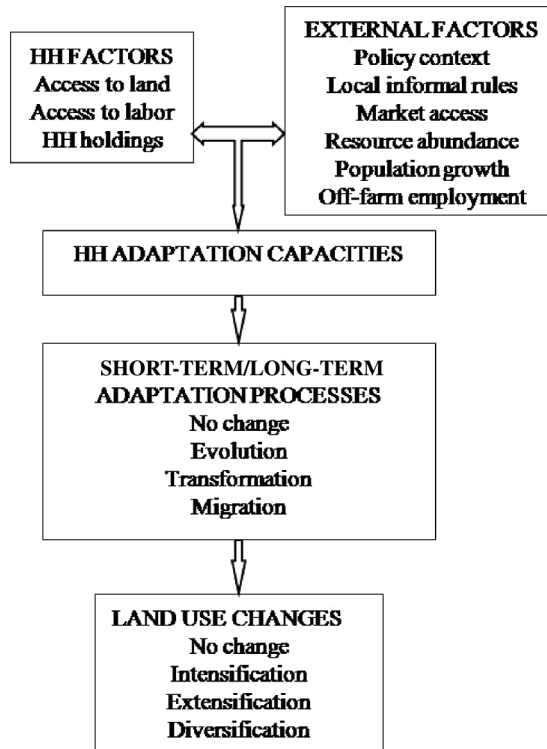 HH FACTORS
Access to land
Access to labor
HH holdings
EXTERNAL FACTORS
Policy context
Local informal rules
Market access
Resource abundance
Population growth
Off-farm employment
HH ADAPTATION CAPACITIES
SHORT-TERM/LONG-TERM
ADAPTATION PROCESSES
No change
Evolution
Transformation
Migration
LAND USE CHANGES
No change
Intensification
Extensification
Diversification